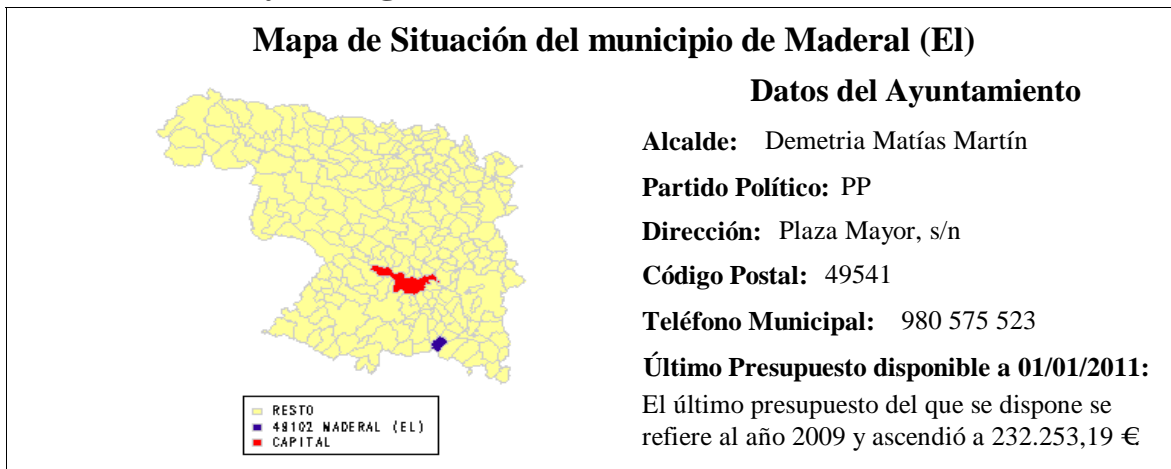 Mapa de Situación del municipio de Maderal (El)
Datos del Ayuntamiento
Alcalde: Demetria Matías Martín
Partido Político: PP
Dirección: Plaza Mayor, s/n
Código Postal: 49541
Teléfono Municipal: 980 575 523
Último Presupuesto disponible a 01/01/2011:
El último presupuesto del que se dispone se
refiere al año 2009 y ascendió a 232.253,19 €
RESTO
49102 MADERAL (EL)
CAPITAL